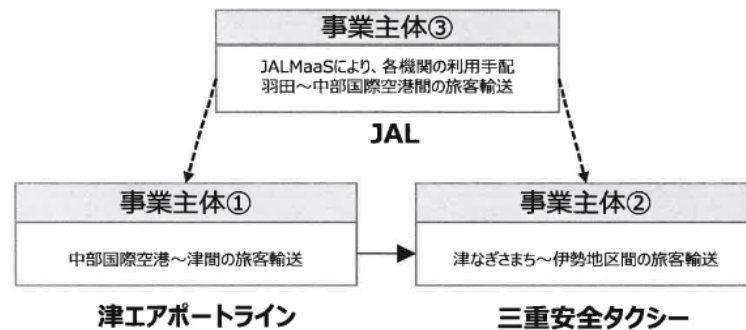 事業主体③
JALMaaSにより、各機関の利用手配
羽田～中部国際空港間の旅客輸送
JAL
事業主体①
中部国際空港～津間の旅客輸送
津エアポートライン
事業主体②
津なぎさまち～伊勢地区間の旅客輸送
三重安全タクシー